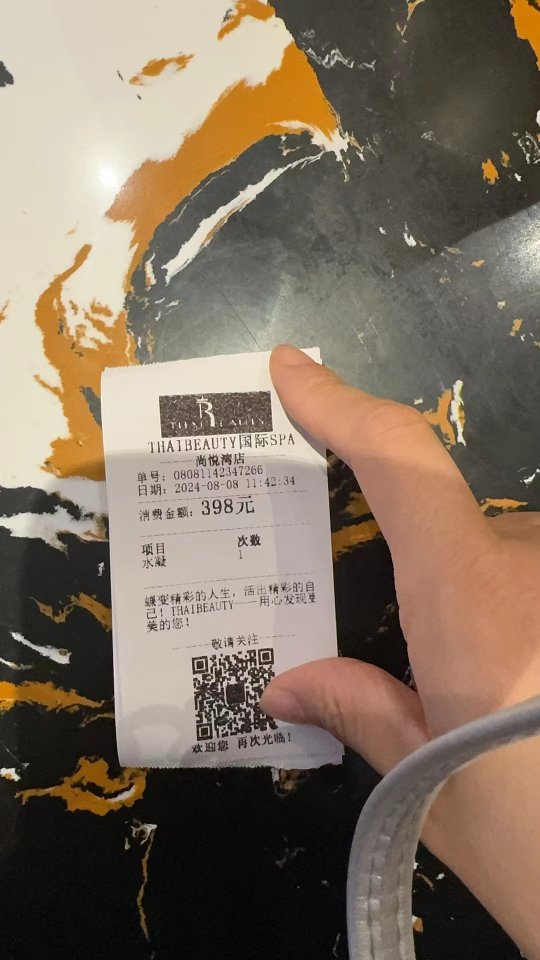 R
THAI BEAUTY
THAIBEAUTY国际SPA
尚悦湾店
单号: 08081142347266
日期: 2024-08-08 11:42:34
消费金额: 398元
项目 次数
水凝 1
蝶变精彩的人生，活出精彩的自
己！THAIBEAUTY——用心发现更
美的您！
敬请关注
欢迎您 再次光临！